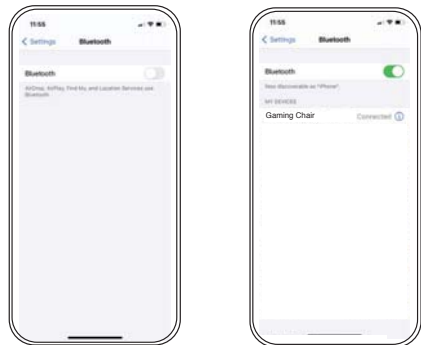 11:55
Settings Bluetooth
Bluetooth
AirDrop, AirPlay, Find My, and Location Services use
Bluetooth.
11:55
Settings Bluetooth
Bluetooth
Now discoverable as "iPhone".
MY DEVICES
Gaming Chair Connected